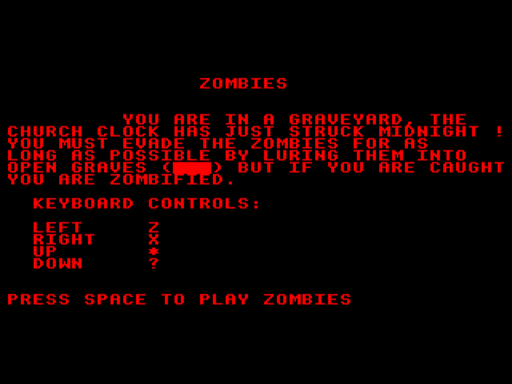 ZOMBIES
YOU ARE IN A GRAVEYARD, THE
CHURCH CLOCK HAS JUST STRUCK MIDNIGHT !
YOU MUST EVADE THE ZOMBIES FOR AS
LONG AS POSSIBLE BY LURING THEM INTO
OPEN GRAVES ( ) BUT IF YOU ARE CAUGHT
YOU ARE ZOMBIFIED.
KEYBOARD CONTROLS:
LEFT Z
RIGHT X
UP *
DOWN ?
PRESS SPACE TO PLAY ZOMBIES